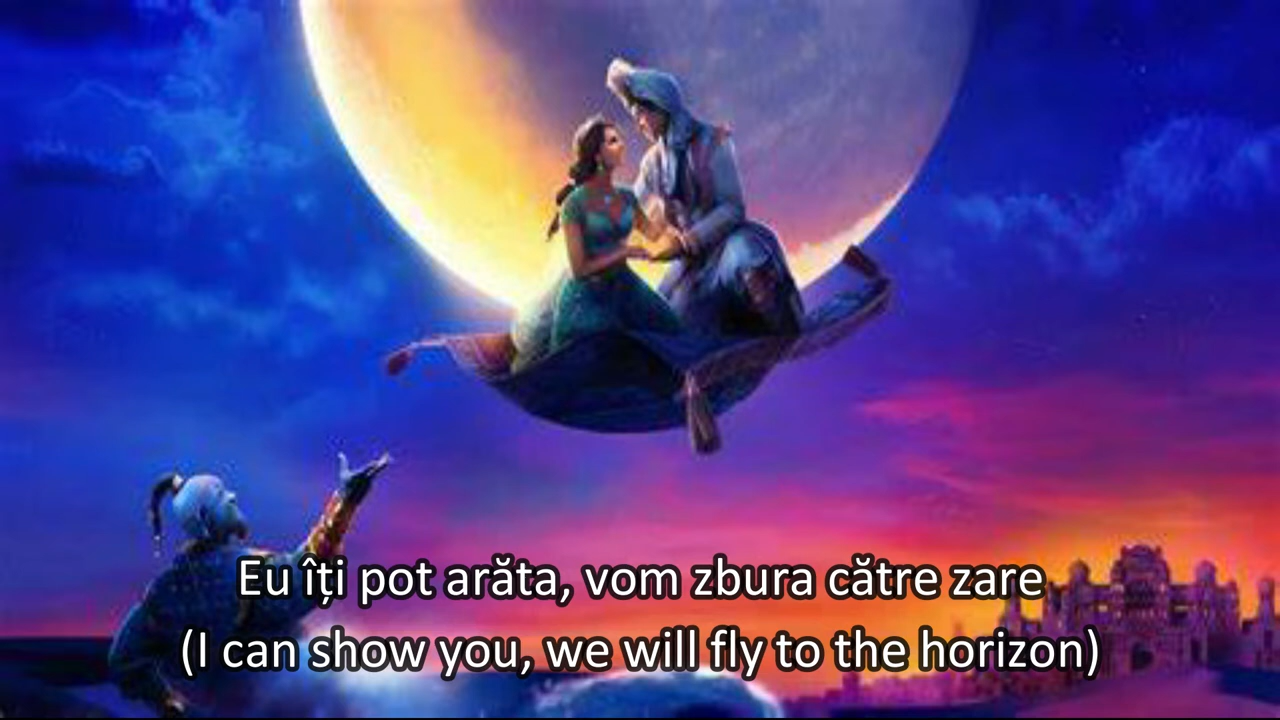 Eu îți pot arăta, vom zbura către zare
(I can show you, we will fly to the horizon)